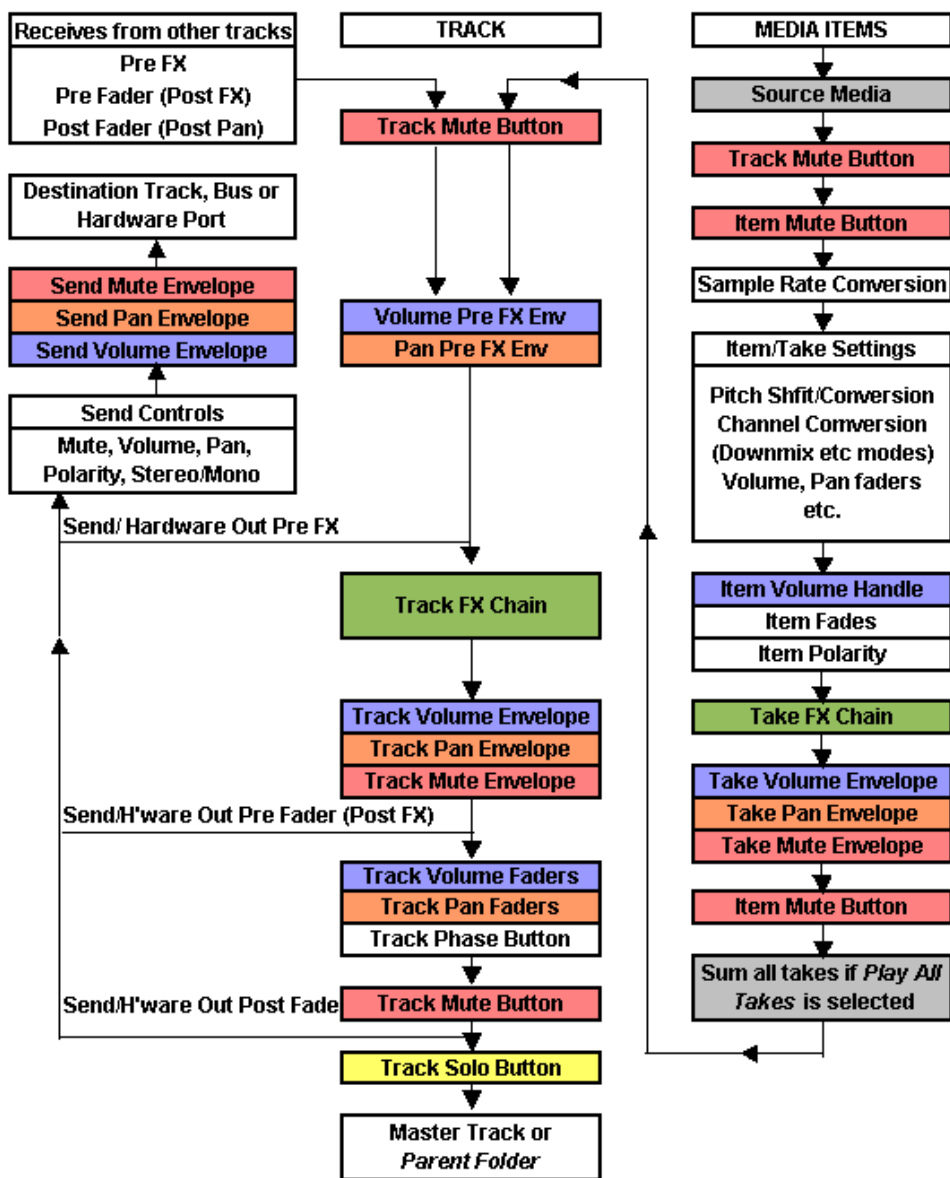 Receives from other tracks
Pre FX
Pre Fader (Post FX)
Post Fader (Post Pan)
Destination Track, Bus or
Hardware Port
Send Mute Envelope
Send Pan Envelope
Send Volume Envelope
Send Controls
Mute, Volume, Pan,
Polarity, Stereo/Mono
Send/ Hardware Out Pre FX
Send/H'ware Out Pre Fader (Post FX)
Send/H'ware Out Post Fade
TRACK
Track Mute Button
Volume Pre FX Env
Pan Pre FX Env
Track FX Chain
Track Volume Envelope
Track Pan Envelope
Track Mute Envelope
Track Volume Faders
Track Pan Faders
Track Phase Button
Track Mute Button
Track Solo Button
Master Track or
Parent Folder
MEDIA ITEMS
Source Media
Track Mute Button
Item Mute Button
Sample Rate Conversion
Item/Take Settings
Pitch Shfit/Conversion
Channel Comversion
(Downmix etc modes)
Volume, Pan faders
etc.
Item Volume Handle
Item Fades
Item Polarity
Take FX Chain
Take Volume Envelope
Take Pan Envelope
Take Mute Envelope
Item Mute Button
Sum all takes if Play All
Takes is selected